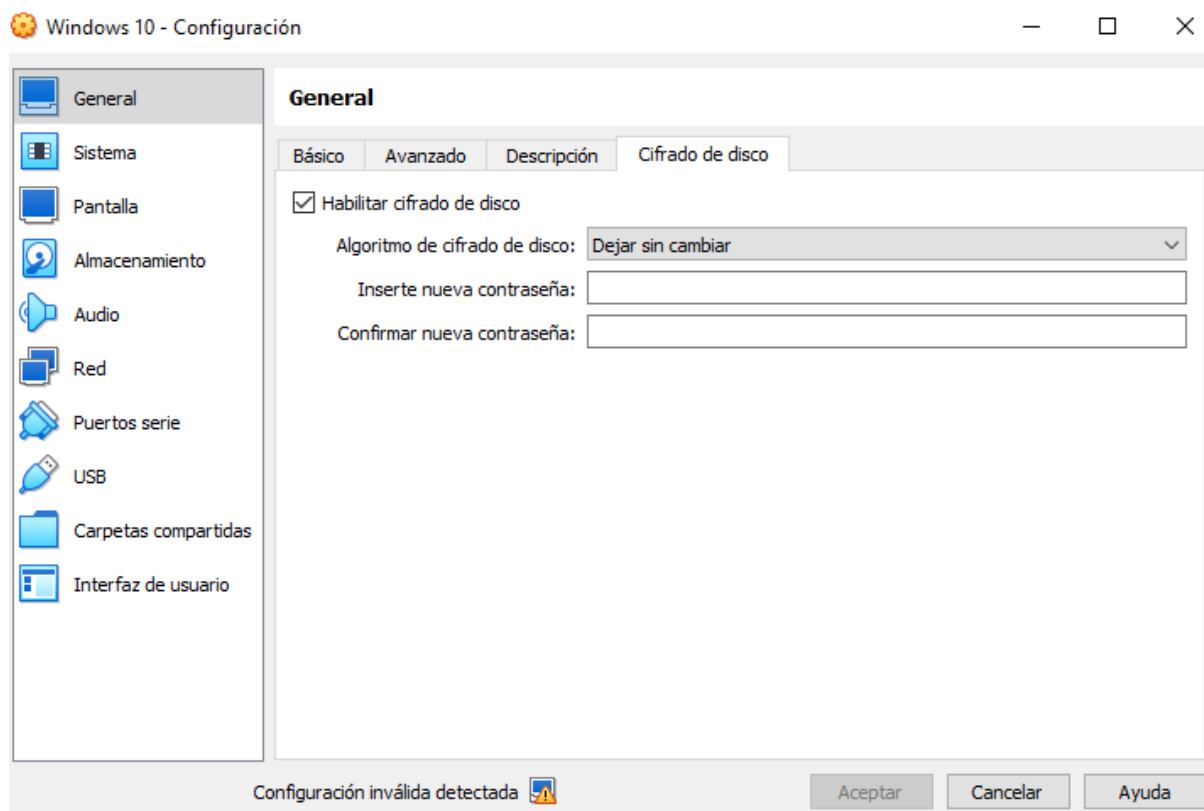 Windows 10 - Configuración
General
Sistema
Pantalla
Almacenamiento
Audio
Red
Puertos serie
USB
Carpetas compartidas
Interfaz de usuario
General
Básico Avanzado Descripción Cifrado de disco
Habilitar cifrado de disco
Algoritmo de cifrado de disco: Dejar sin cambiar
Inserte nueva contraseña:
Confirmar nueva contraseña:
Configuración inválida detectada
Aceptar Cancelar Ayuda